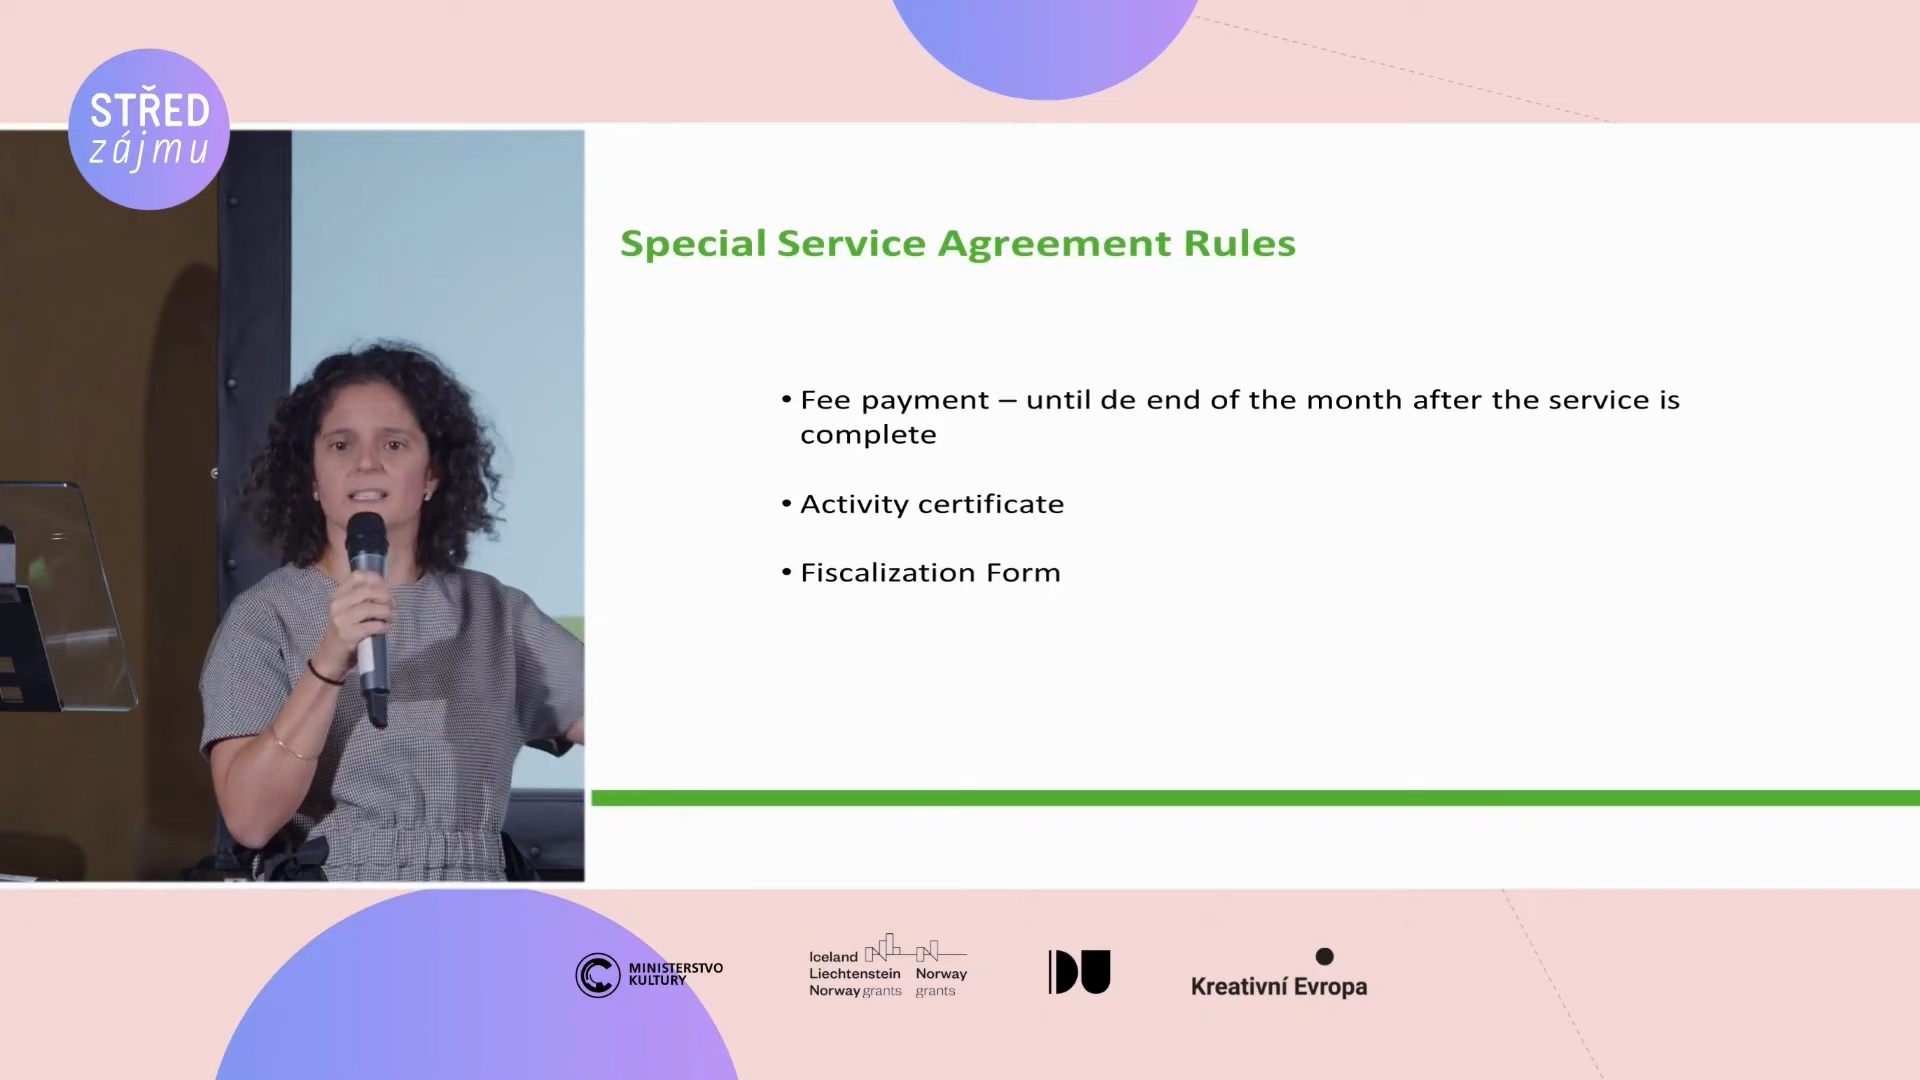 STŘED
zájmu
Special Service Agreement Rules
• Fee payment – until de end of the month after the service is
complete
• Activity certificate
• Fiscalization Form
MINISTERSTVO
KULTURY
Iceland
Liechtenstein
Norway grants
Norway
grants
DU
Kreativní Evropa